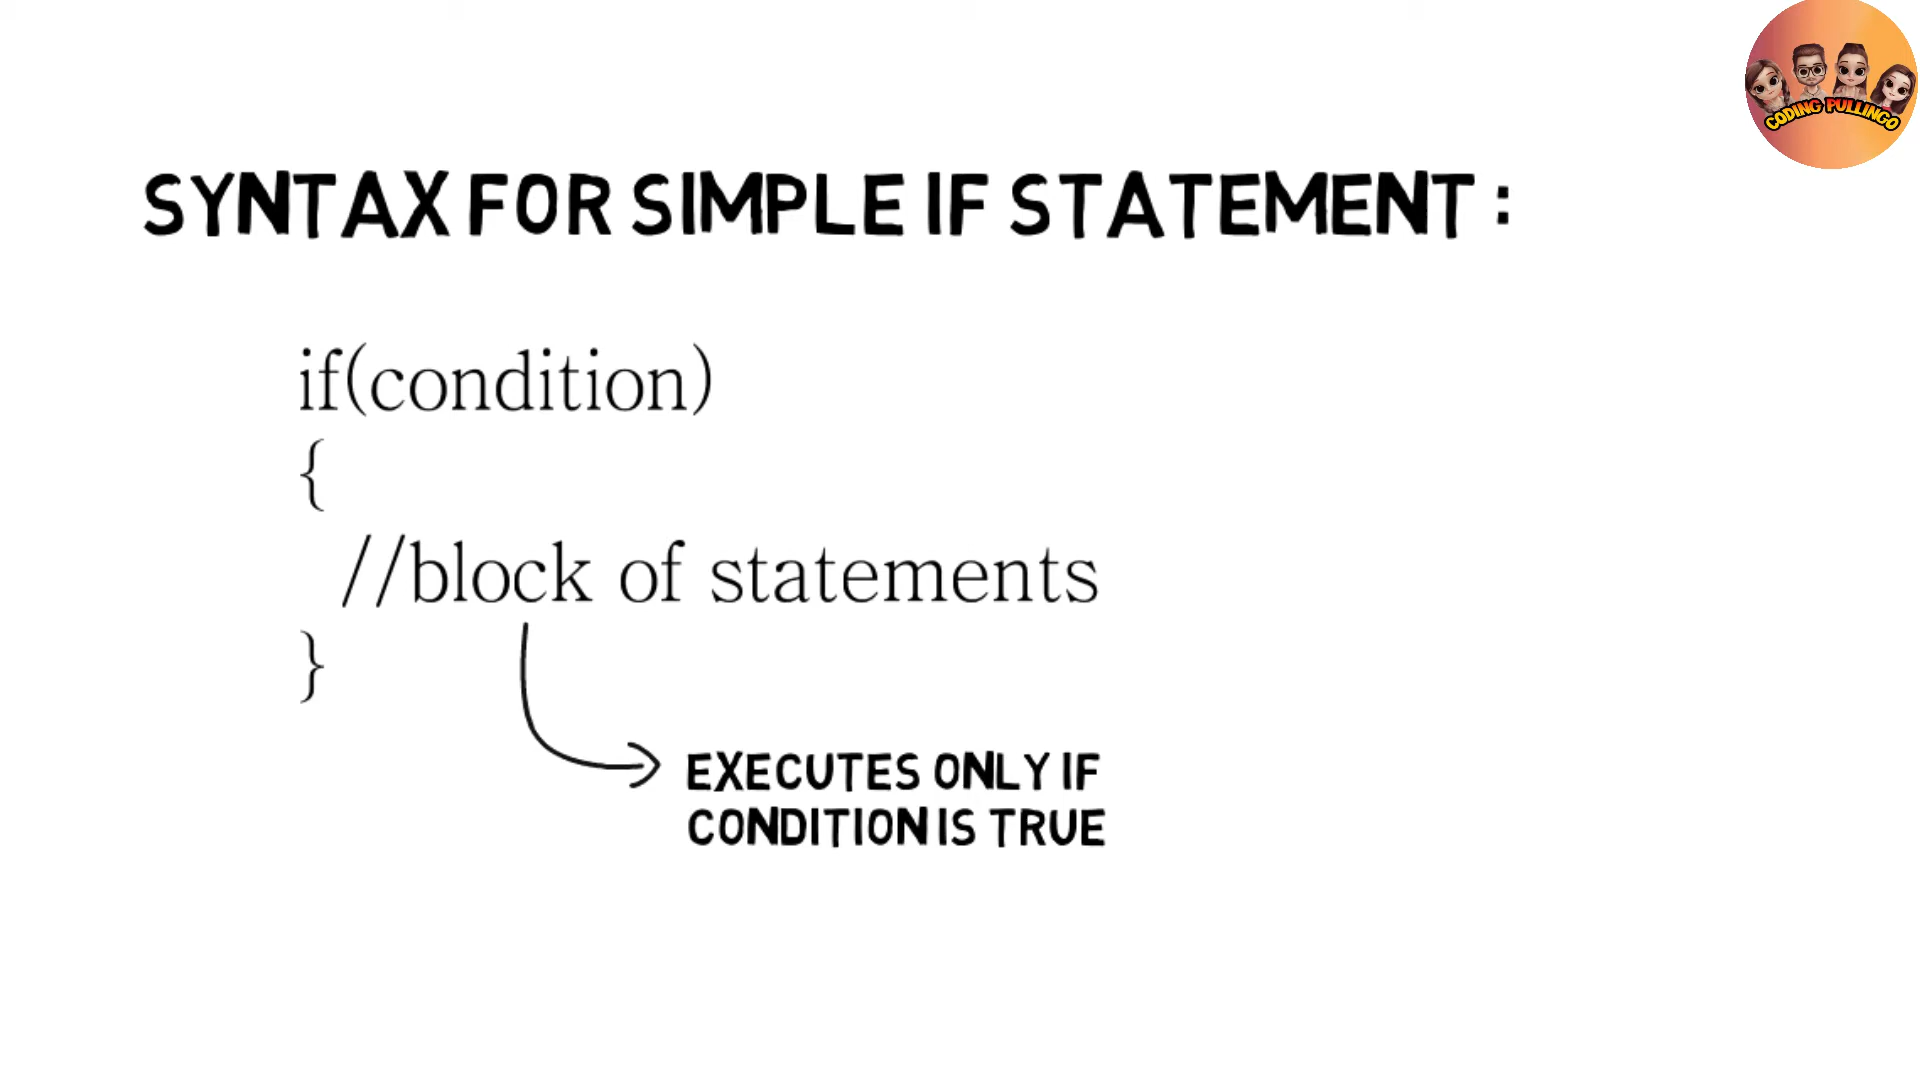 CODING PULLINGO
SYNTAX FOR SIMPLE IF STATEMENT :
if(condition)
{
//block of statements
}
EXECUTES ONLY IF
CONDITION IS TRUE